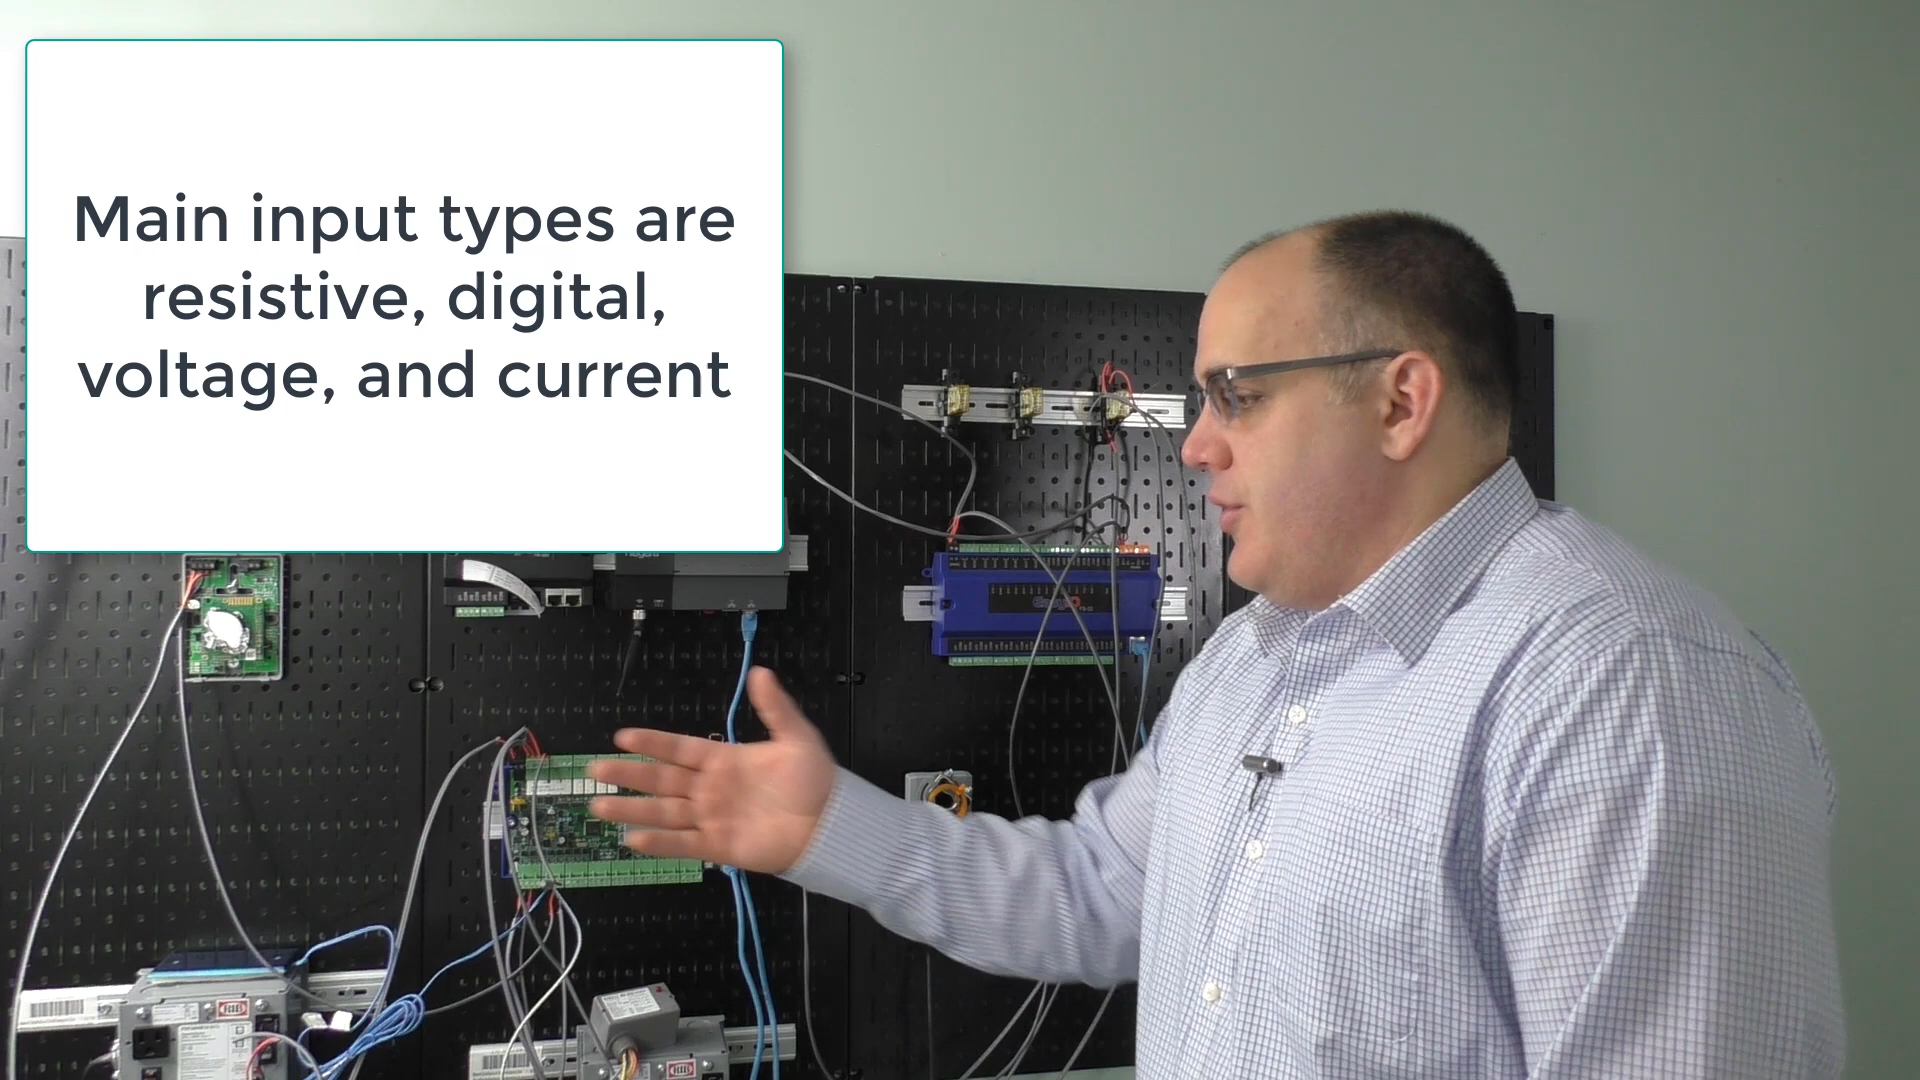 Main input types are
resistive, digital,
voltage, and current